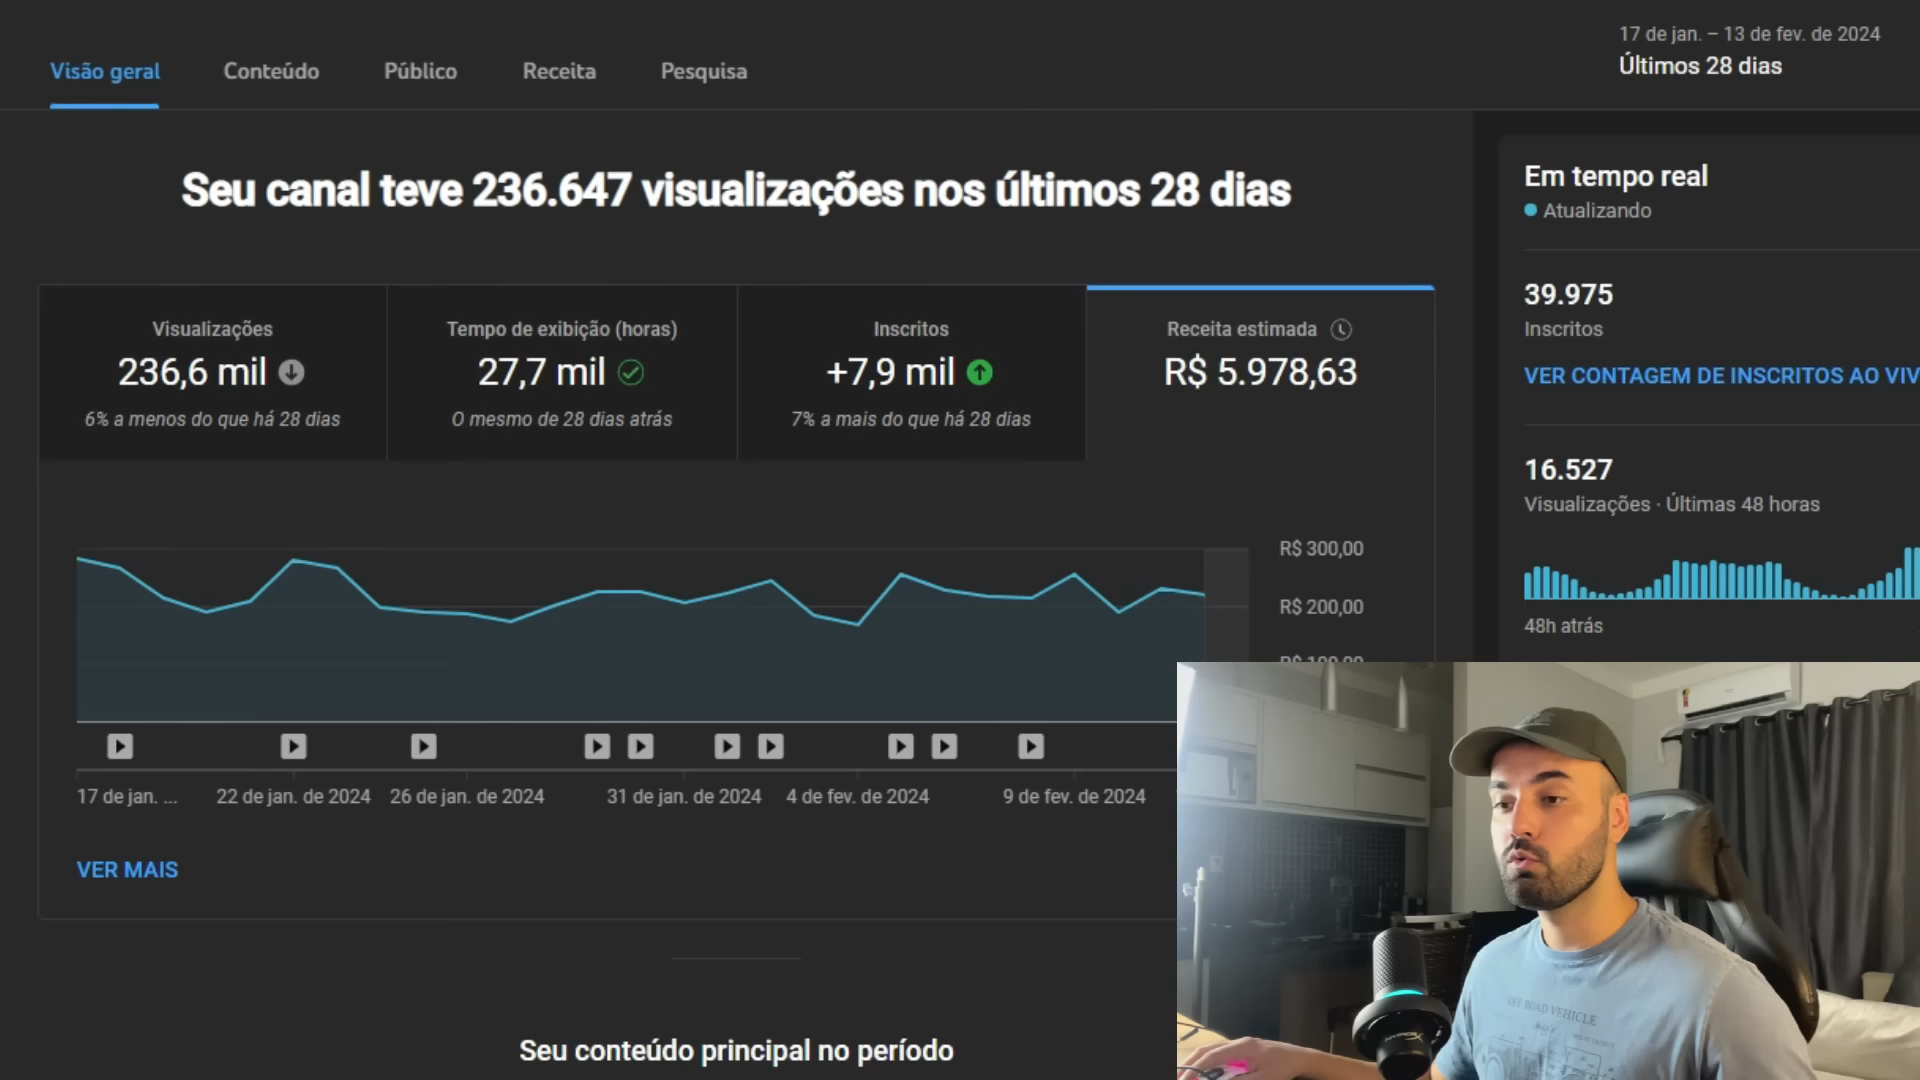 17 de jan. – 13 de fev. de 2024
Últimos 28 dias
Visão geral
Conteúdo
Público
Receita
Pesquisa
Seu canal teve 236.647 visualizações nos últimos 28 dias
Visualizações
236,6 mil
6% a menos do que há 28 dias
Tempo de exibição (horas)
27,7 mil
O mesmo de 28 dias atrás
Inscritos
+7,9 mil
7% a mais do que há 28 dias
Receita estimada
R$ 5.978,63
R$ 300,00
R$ 200,00
R$ 100,00
17 de jan. ...
22 de jan. de 2024
26 de jan. de 2024
31 de jan. de 2024
4 de fev. de 2024
9 de fev. de 2024
VER MAIS
Seu conteúdo principal no período
Em tempo real
Atualizando
39.975
Inscritos
VER CONTAGEM DE INSCRITOS AO VIV
16.527
Visualizações · Últimas 48 horas
48h atrás
OFF ROAD VEHICLE
HYPERX